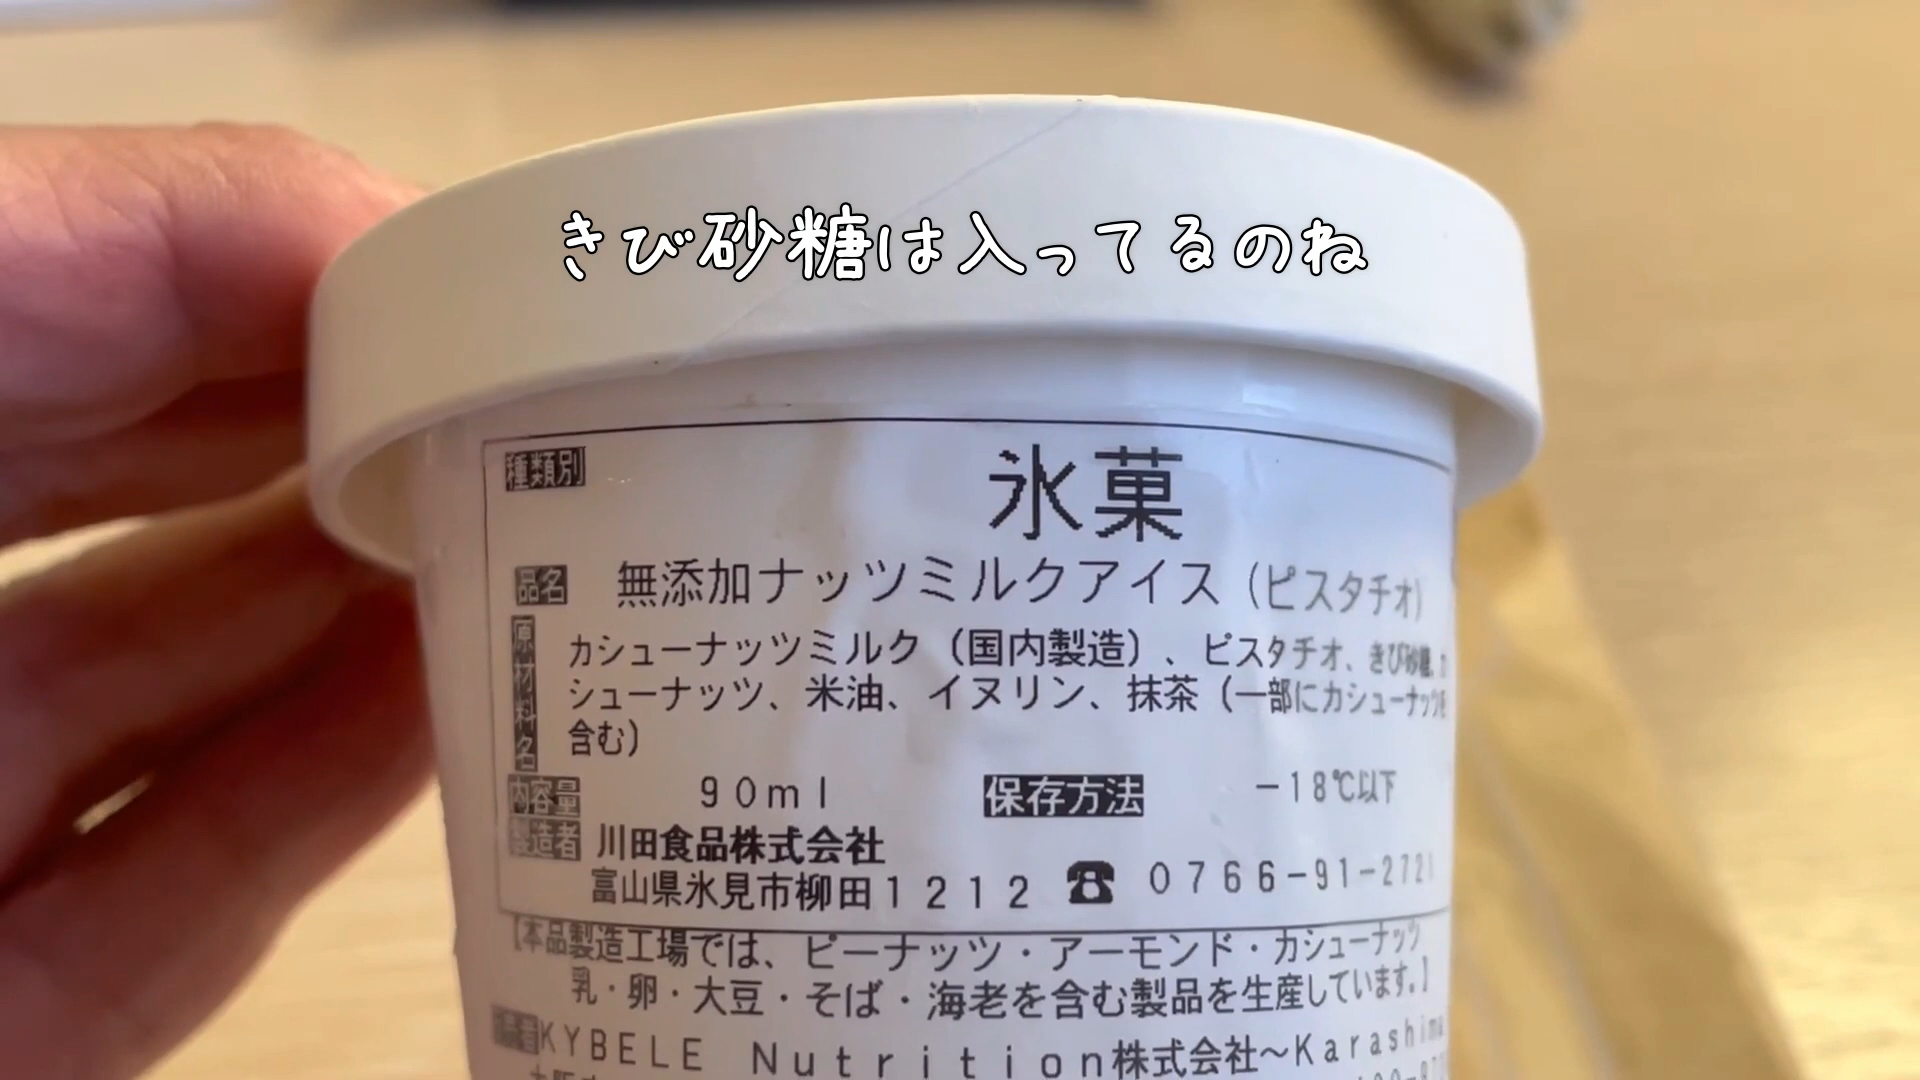 きび砂糖は入ってるのね
種類別 氷菓
品名 無添加ナッツミルクアイス(ピスタチオ)
原材料名 カシューナッツミルク(国内製造)、ピスタチオ、きび砂糖、カ
シューナッツ、米油、イヌリン、抹茶(一部にカシューナッツを
含む)
内容量 90ml 保存方法 -18℃以下
製造者 川田食品株式会社
富山県氷見市柳田1212 ☎ 0766-91-2721
【本品製造工場では、ピーナッツ・アーモンド・カシューナッツ
乳・卵・大豆・そば・海老を含む製品を生産しています。】
KYBELE Nutrition株式会社~Karashima